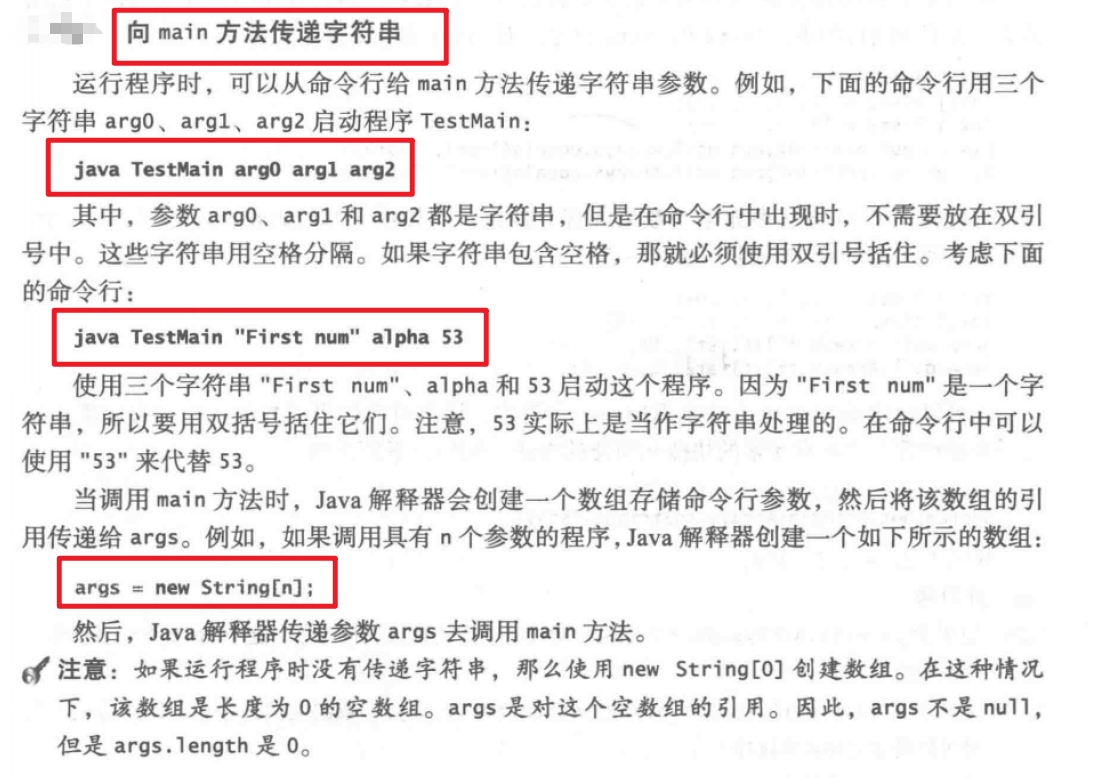 向 main 方法传递字符串
运行程序时，可以从命令行给 main 方法传递字符串参数。例如，下面的命令行用三个
字符串 arg0、arg1、arg2 启动程序 TestMain：
java TestMain arg0 arg1 arg2
其中，参数 arg0、arg1 和 arg2 都是字符串，但是在命令行中出现时，不需要放在双引
号中。这些字符串用空格分隔。如果字符串包含空格，那就必须使用双引号括住。考虑下面
的命令行：
java TestMain "First num" alpha 53
使用三个字符串 "First num"、alpha 和 53 启动这个程序。因为 "First num" 是一个字
符串，所以要用双括号括住它们。注意，53 实际上是当作字符串处理的。在命令行中可以
使用 "53" 来代替 53。
当调用 main 方法时，Java 解释器会创建一个数组存储命令行参数，然后将该数组的引
用传递给 args。例如，如果调用具有 n 个参数的程序，Java 解释器创建一个如下所示的数组：
args = new String[n];
然后，Java 解释器传递参数 args 去调用 main 方法。
注意：如果运行程序时没有传递字符串，那么使用 new String[0] 创建数组。在这种情况
下，该数组是长度为 0 的空数组。args 是对这个空数组的引用。因此，args 不是 null，
但是 args.length 是 0。